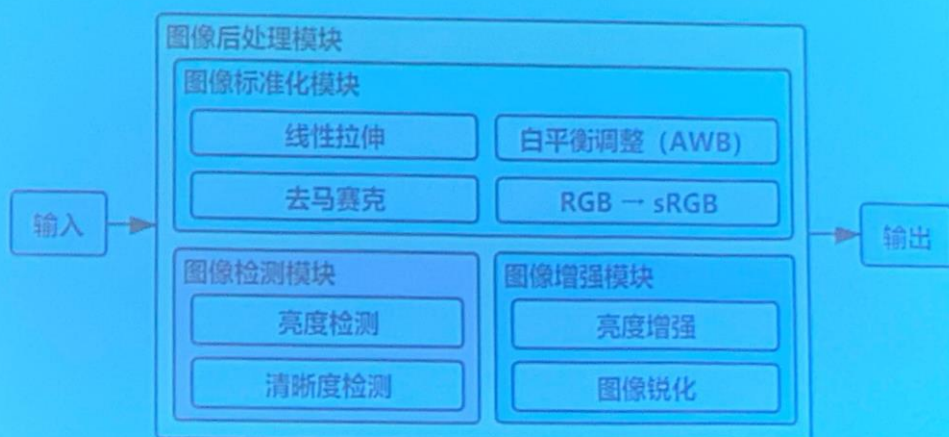 图像后处理模块
图像标准化模块
线性拉伸
白平衡调整（AWB）
去马赛克
RGB → sRGB
输入
输出
图像检测模块
图像增强模块
亮度检测
亮度增强
清晰度检测
图像锐化